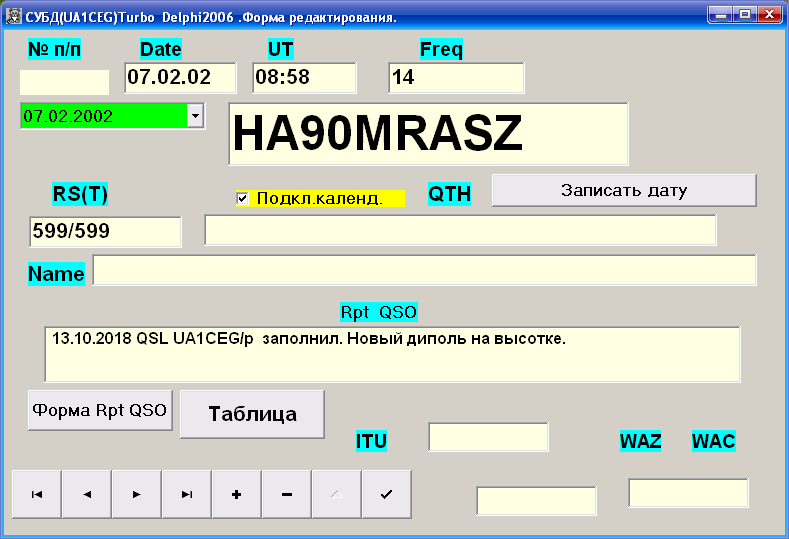 СУБД(UA1CEG)Turbo Delphi2006 .Форма редактирования.
№ п/п Date UT Freq
07.02.02 08:58 14
07.02.2002
HA90MRASZ
RS(T) Подкл.календ. QTH Записать дату
599/599
Name
Rpt QSO
13.10.2018 QSL UA1CEG/p заполнил. Новый диполь на высотке.
Форма Rpt QSO Таблица
ITU WAZ WAC